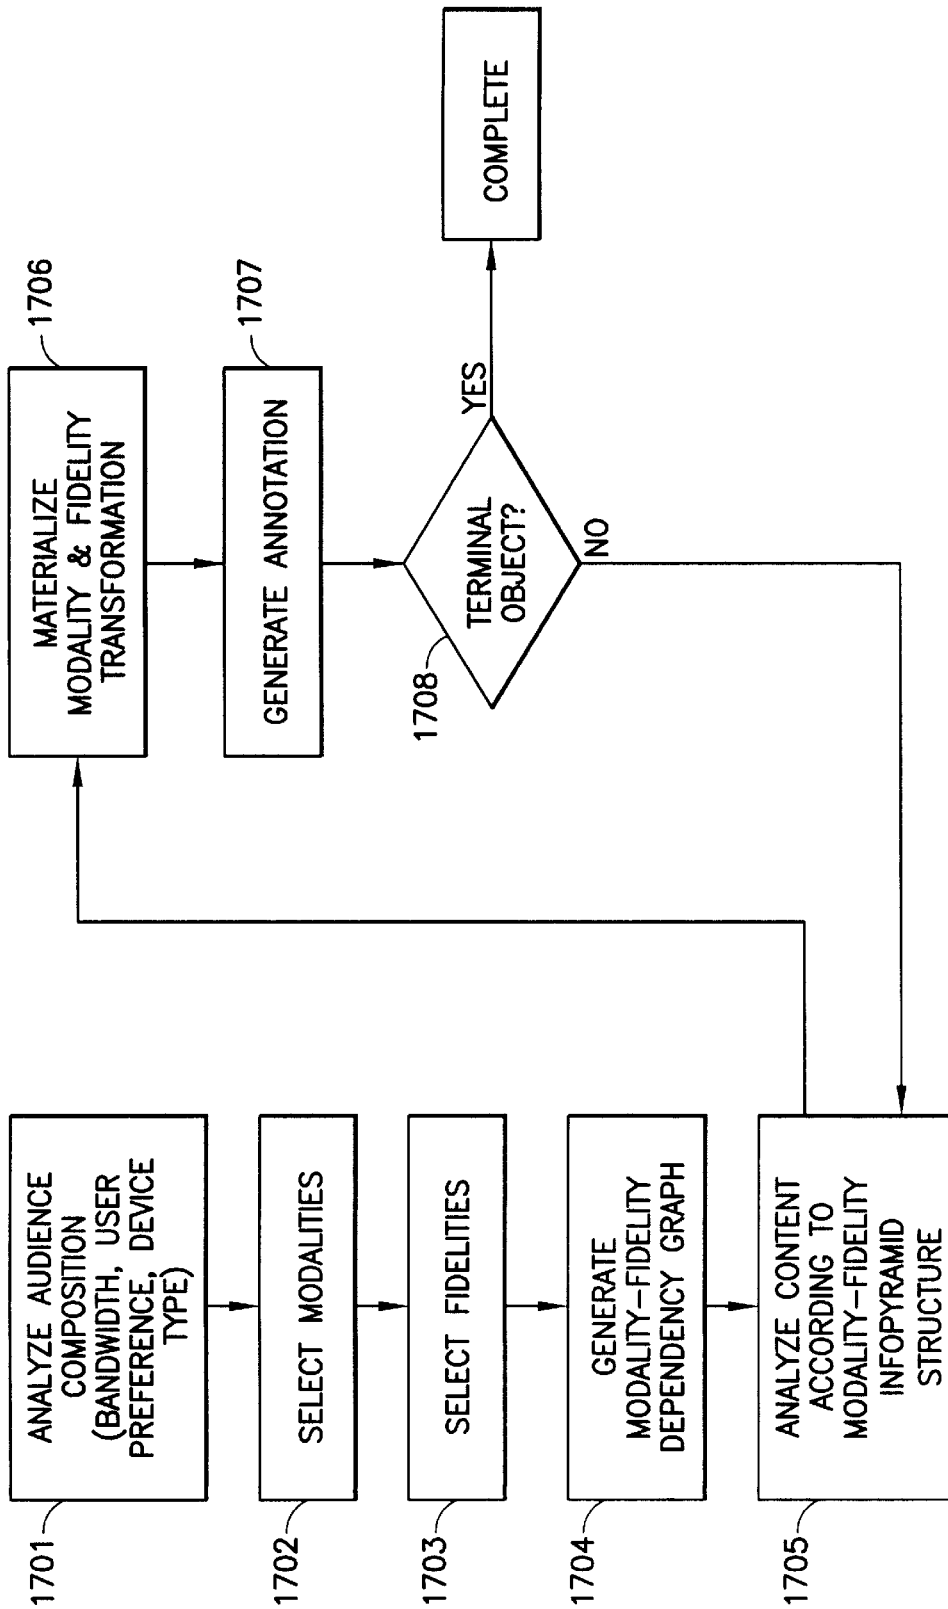 1701
ANALYZE AUDIENCE
COMPOSITION
(BANDWIDTH, USER
PREFERENCE, DEVICE
TYPE)
1702
SELECT MODALITIES
1703
SELECT FIDELITIES
1704
GENERATE
MODALITY-FIDELITY
DEPENDENCY GRAPH
1705
ANALYZE CONTENT
ACCORDING TO
MODALITY-FIDELITY
INFOPYRAMID
STRUCTURE
1706
MATERIALIZE
MODALITY & FIDELITY
TRANSFORMATION
1707
GENERATE ANNOTATION
1708
TERMINAL
OBJECT?
YES
NO
COMPLETE